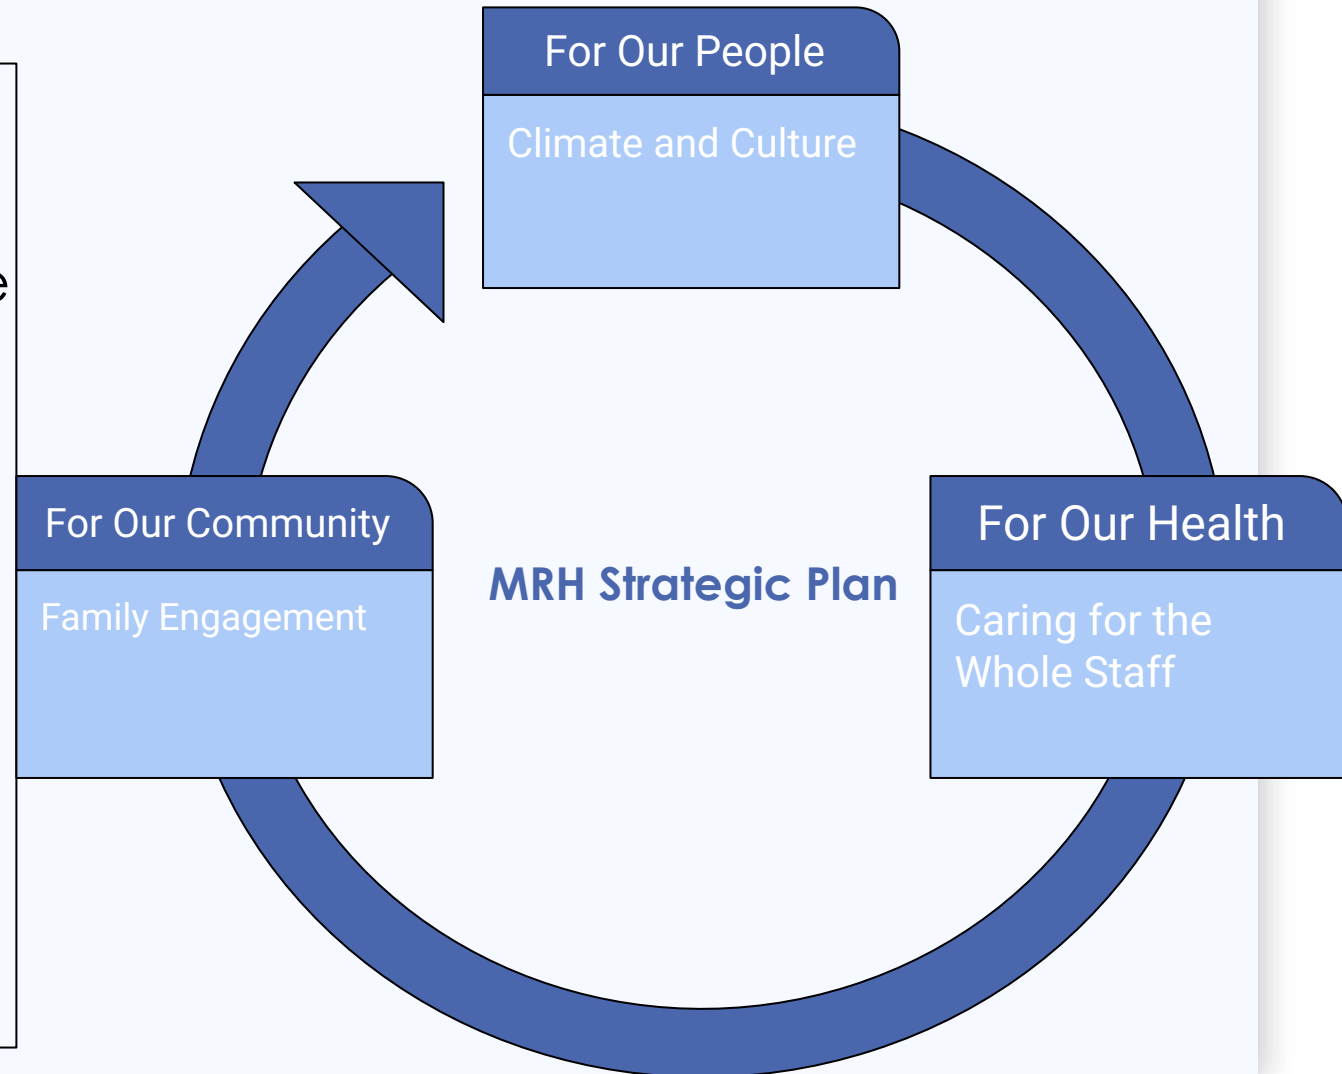 For Our People
Climate and Culture
e
For Our Community
Family Engagement
MRH Strategic Plan
For Our Health
Caring for the
Whole Staff